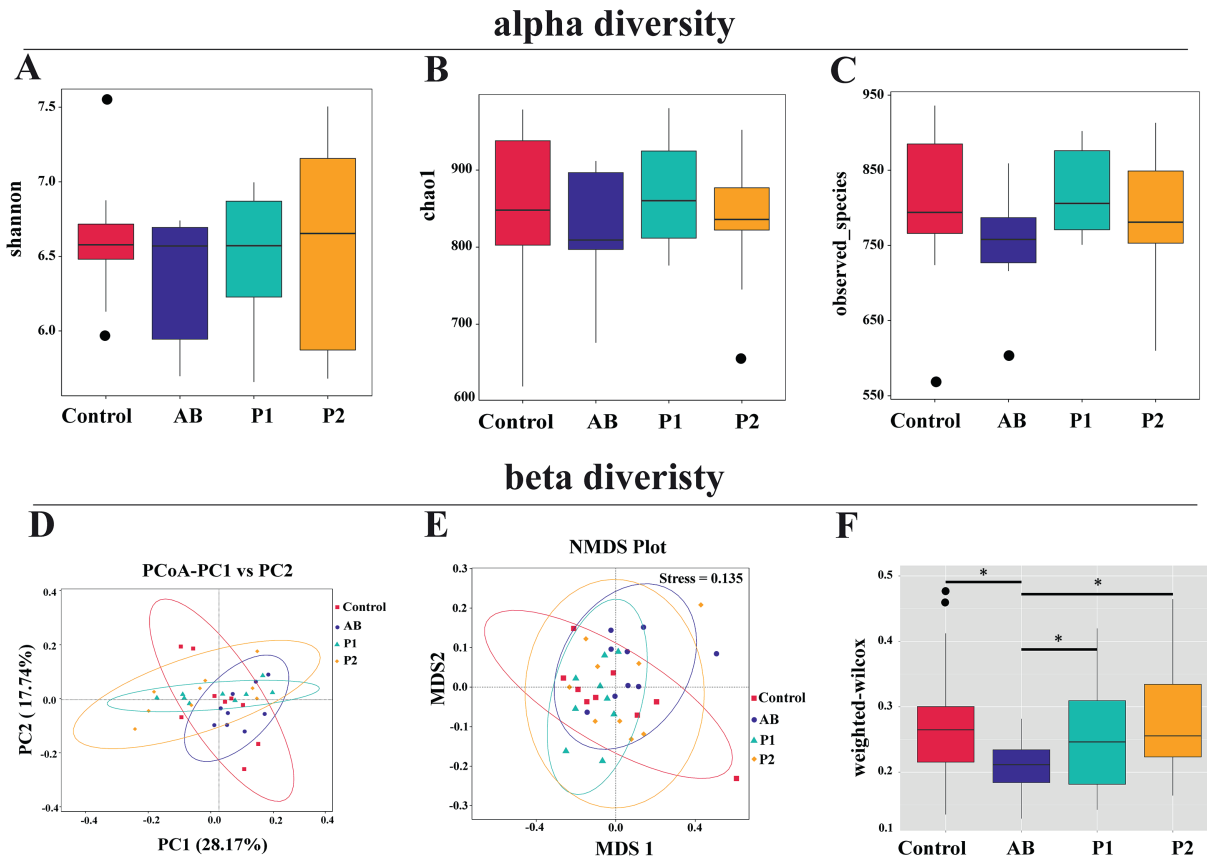 alpha diversity
A
shannon
7.5
7.0
6.5
6.0
Control AB P1 P2
B
chao1
900
800
700
600
Control AB P1 P2
C
observed_species
950
850
750
650
550
Control AB P1 P2
beta diveristy
D
PCoA-PC1 vs PC2
PC2 ( 17.74%)
0.4
0.2
0.0
-0.2
-0.4
-0.4 -0.2 0.0 0.2 0.4
PC1 (28.17%)
Control
AB
P1
P2
E
NMDS Plot
Stress = 0.135
MDS2
0.3
0.2
0.1
0.0
-0.1
-0.2
-0.3
-0.4 0.0 0.4
MDS 1
Control
AB
P1
P2
F
weighted-wilcox
0.5
0.4
0.3
0.2
0.1
* * *
Control AB P1 P2